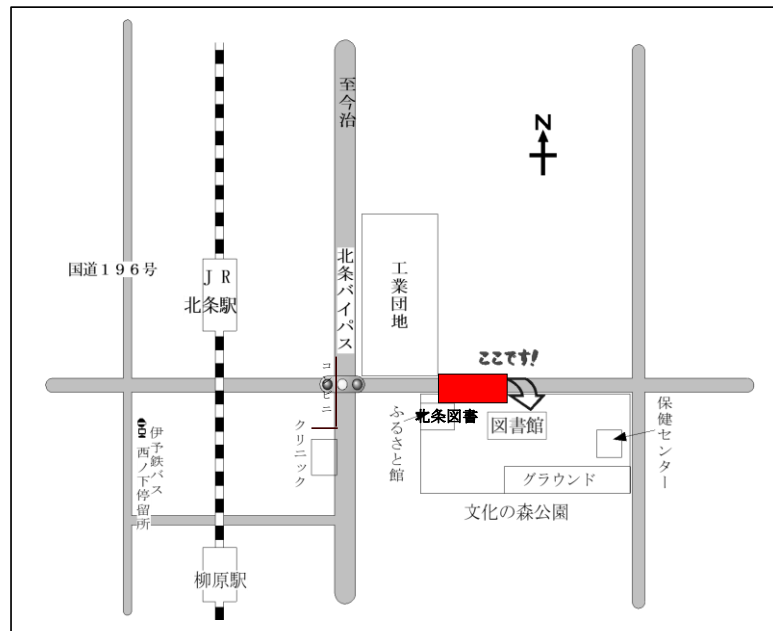 至今治
N
国道１９６号
ＪＲ
北条駅
北条バイパス
工業団地
ここです!
コンビニ
クリニック
ふるさと館
北条図書
図書館
保健センター
伊予鉄バス
西ノ下停留所
グラウンド
文化の森公園
柳原駅